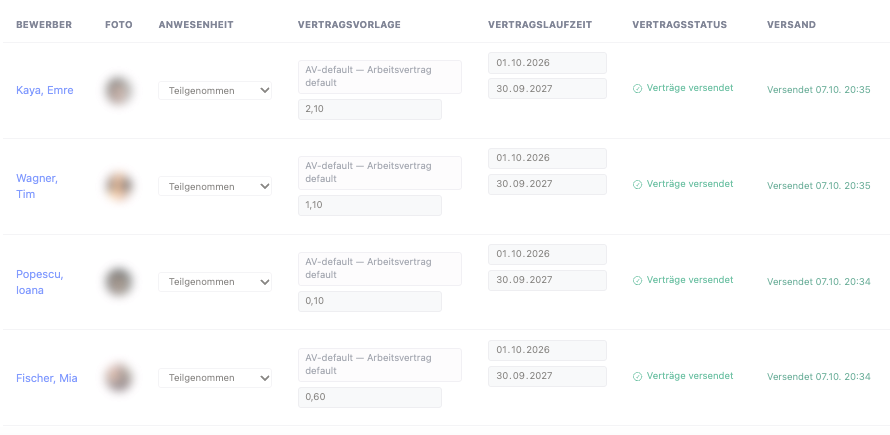 BEWERBER FOTO ANWESENHEIT VERTRAGSVORLAGE VERTRAGSLAUFZEIT VERTRAGSSTATUS VERSAND
Kaya, Emre
Teilgenommen
AV-default — Arbeitsvertrag
default
2,10
01.10.2026
30.09.2027
Verträge versendet
Versendet 07.10. 20:35
Wagner,
Tim
Teilgenommen
AV-default — Arbeitsvertrag
default
1,10
01.10.2026
30.09.2027
Verträge versendet
Versendet 07.10. 20:35
Popescu,
Ioana
Teilgenommen
AV-default — Arbeitsvertrag
default
0,10
01.10.2026
30.09.2027
Verträge versendet
Versendet 07.10. 20:34
Fischer, Mia
Teilgenommen
AV-default — Arbeitsvertrag
default
0,60
01.10.2026
30.09.2027
Verträge versendet
Versendet 07.10. 20:34